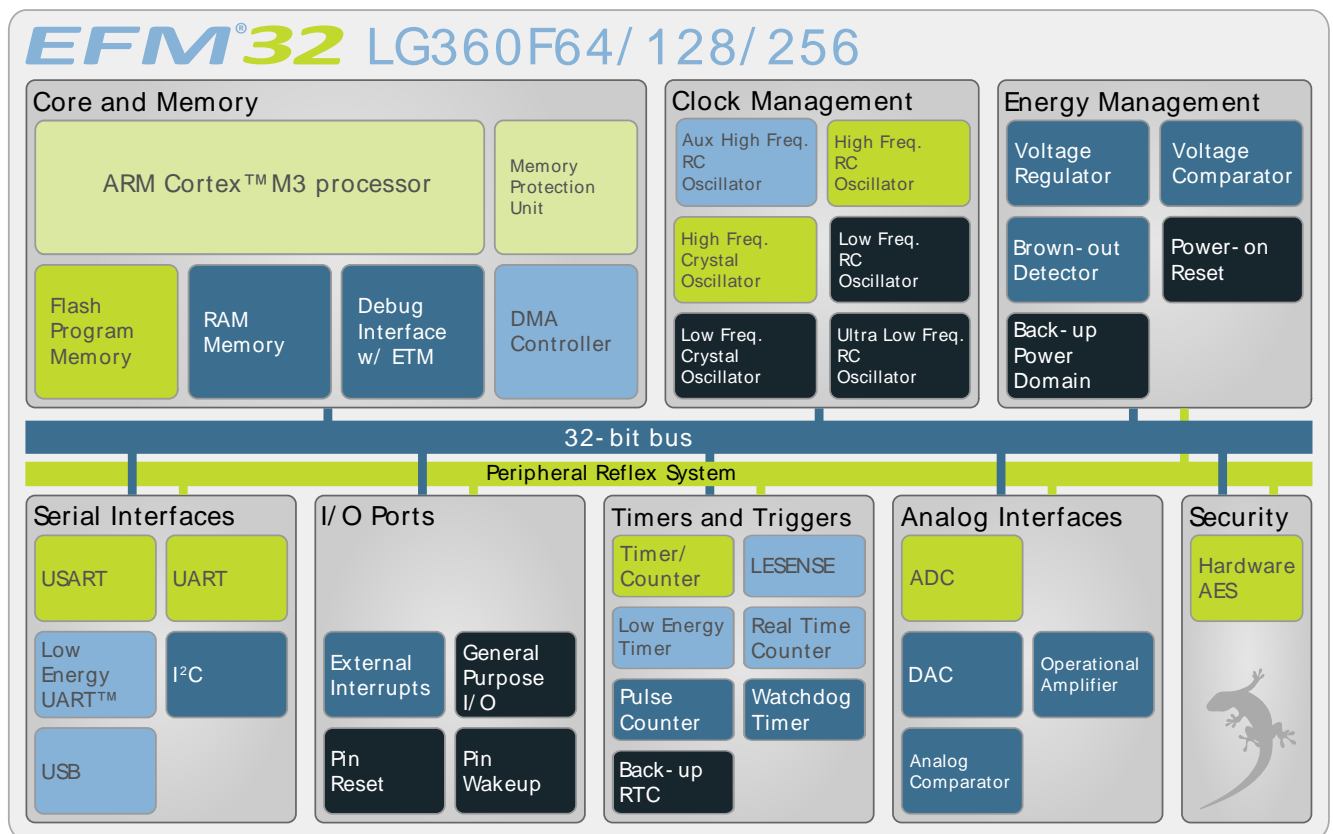 EFM®32 LG360F64/128/256
Core and Memory
ARM Cortex™ M3 processor
Memory
Protection
Unit
Flash
Program
Memory
RAM
Memory
Debug
Interface
w/ ETM
DMA
Controller
Clock Management
Aux High Freq.
RC
Oscillator
High Freq.
RC
Oscillator
High Freq.
Crystal
Oscillator
Low Freq.
RC
Oscillator
Low Freq.
Crystal
Oscillator
Ultra Low Freq.
RC
Oscillator
Energy Management
Voltage
Regulator
Voltage
Comparator
Brown-out
Detector
Power-on
Reset
Back-up
Power
Domain
32-bit bus
Peripheral Reflex System
Serial Interfaces
USART
UART
Low
Energy
UART™
I²C
USB
I/O Ports
External
Interrupts
General
Purpose
I/O
Pin
Reset
Pin
Wakeup
Timers and Triggers
Timer/
Counter
LESENSE
Low Energy
Timer
Real Time
Counter
Pulse
Counter
Watchdog
Timer
Back-up
RTC
Analog Interfaces
ADC
DAC
Operational
Amplifier
Analog
Comparator
Security
Hardware
AES